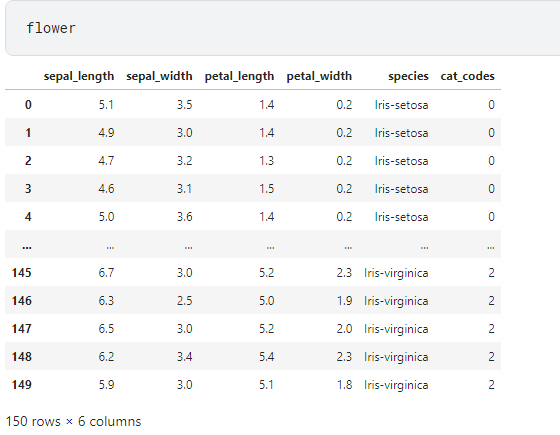 flower
sepal_length sepal_width petal_length petal_width species cat_codes
0 5.1 3.5 1.4 0.2 Iris-setosa 0
1 4.9 3.0 1.4 0.2 Iris-setosa 0
2 4.7 3.2 1.3 0.2 Iris-setosa 0
3 4.6 3.1 1.5 0.2 Iris-setosa 0
4 5.0 3.6 1.4 0.2 Iris-setosa 0
... ... ... ... ... ... ...
145 6.7 3.0 5.2 2.3 Iris-virginica 2
146 6.3 2.5 5.0 1.9 Iris-virginica 2
147 6.5 3.0 5.2 2.0 Iris-virginica 2
148 6.2 3.4 5.4 2.3 Iris-virginica 2
149 5.9 3.0 5.1 1.8 Iris-virginica 2
150 rows × 6 columns